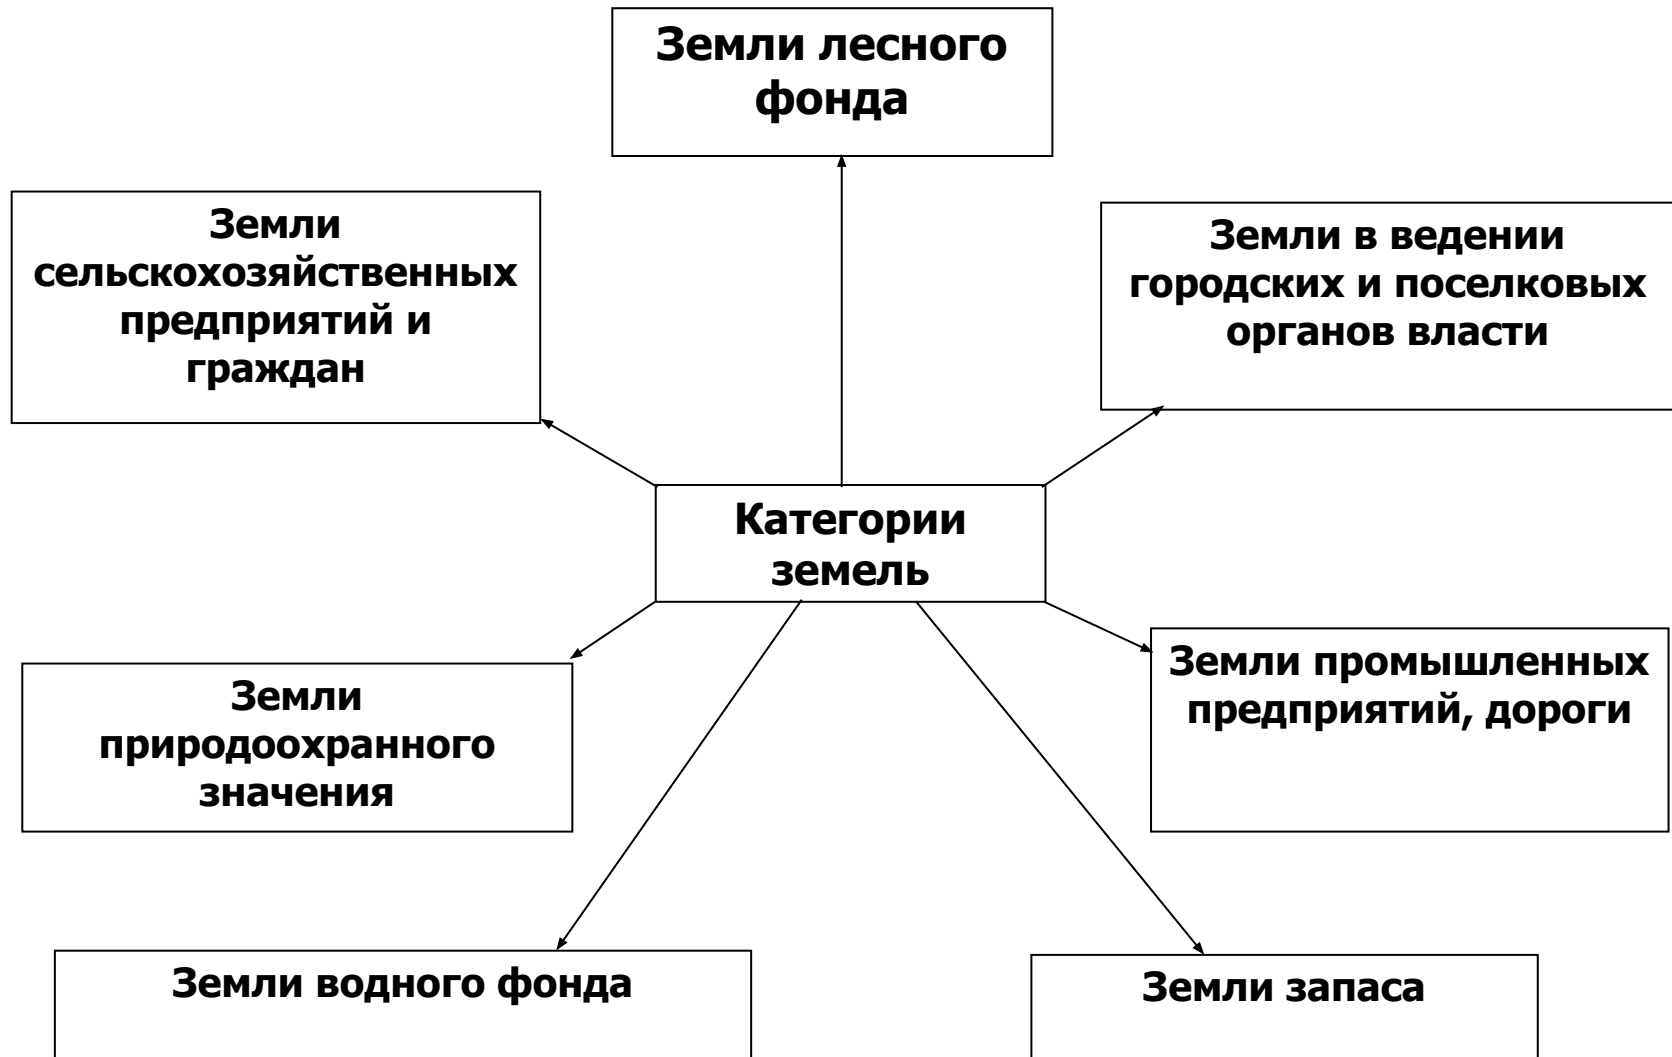 Земли лесного
фонда
Земли
сельскохозяйственных
предприятий и
граждан
Земли в ведении
городских и поселковых
органов власти
Категории
земель
Земли
природоохранного
значения
Земли промышленных
предприятий, дороги
Земли водного фонда
Земли запаса